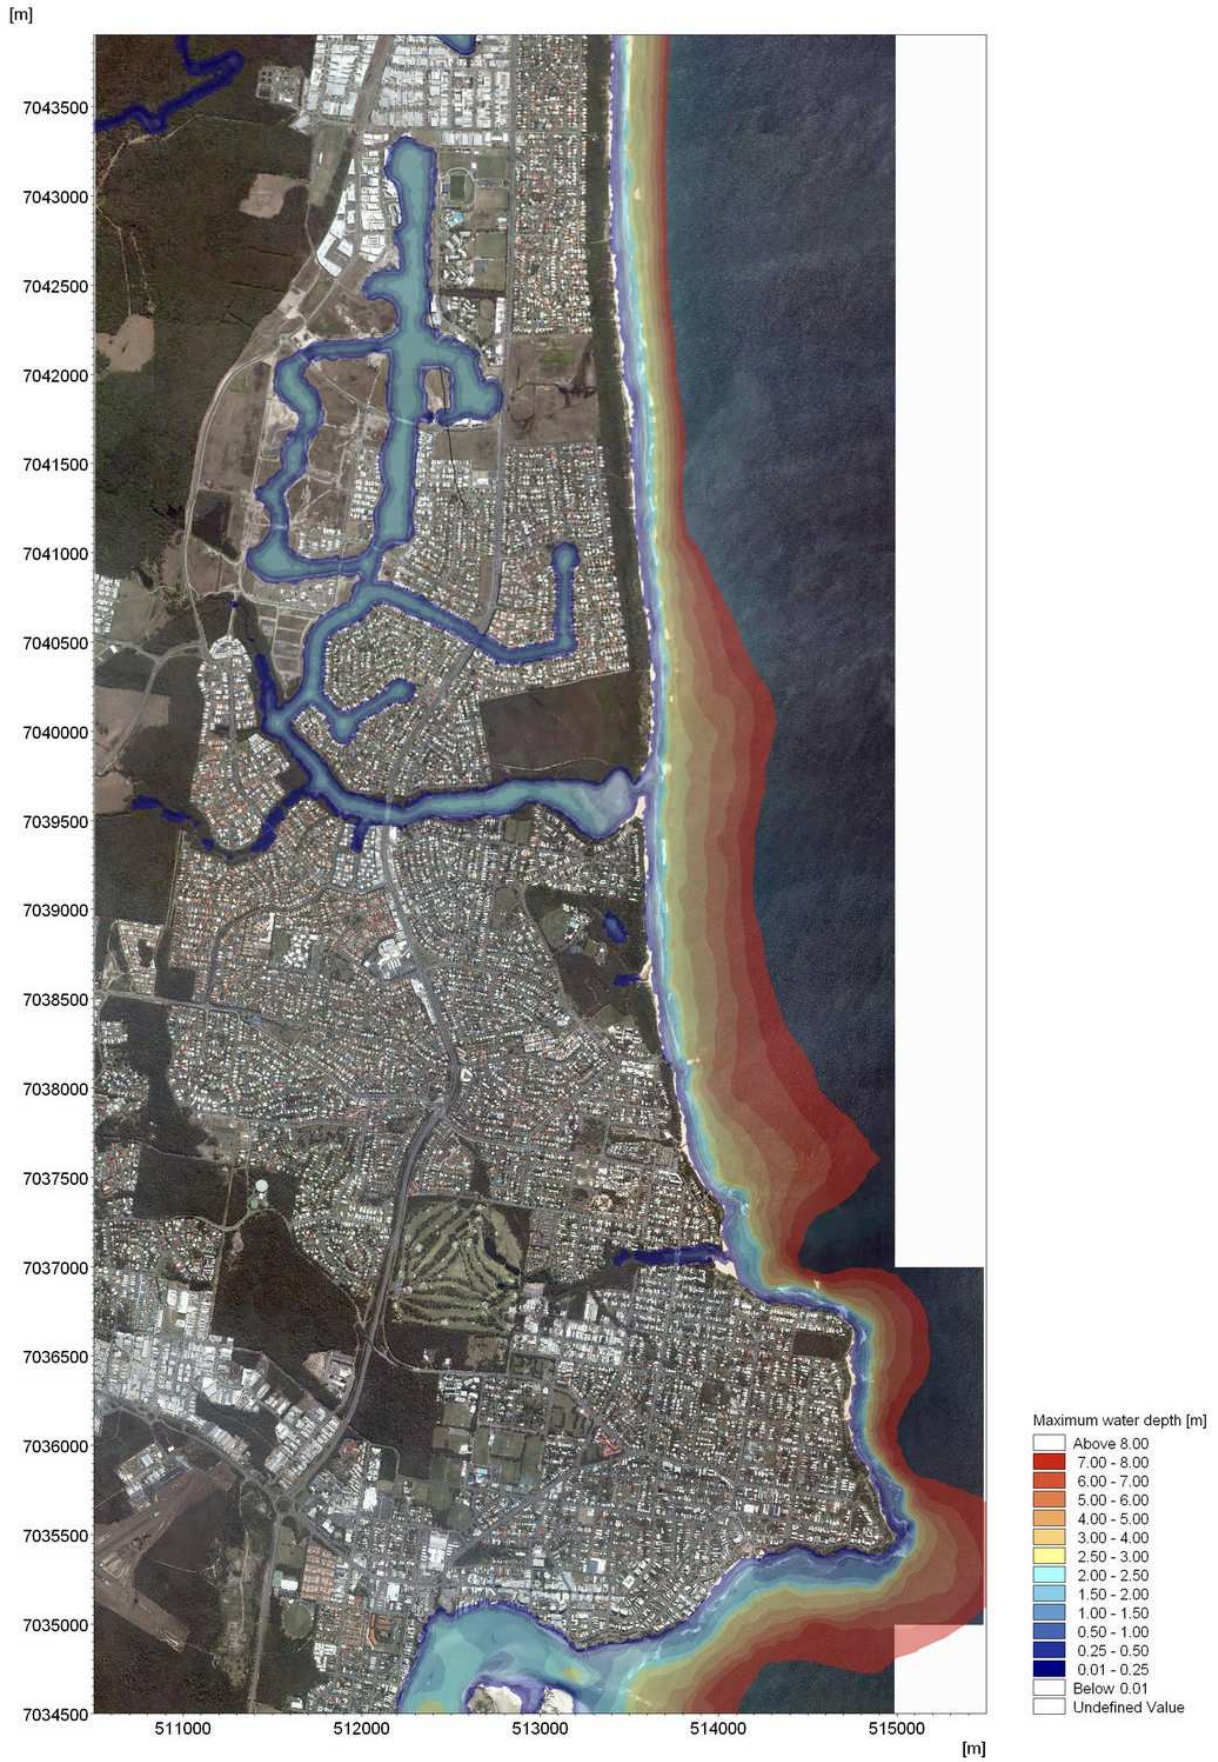 [m]
7043500
7043000
7042500
7042000
7041500
7041000
7040500
7040000
7039500
7039000
7038500
7038000
7037500
7037000
7036500
7036000
7035500
7035000
7034500
511000 512000 513000 514000 515000
[m]
Maximum water depth [m]
Above 8.00
7.00 - 8.00
6.00 - 7.00
5.00 - 6.00
4.00 - 5.00
3.00 - 4.00
2.50 - 3.00
2.00 - 2.50
1.50 - 2.00
1.00 - 1.50
0.50 - 1.00
0.25 - 0.50
0.01 - 0.25
Below 0.01
Undefined Value